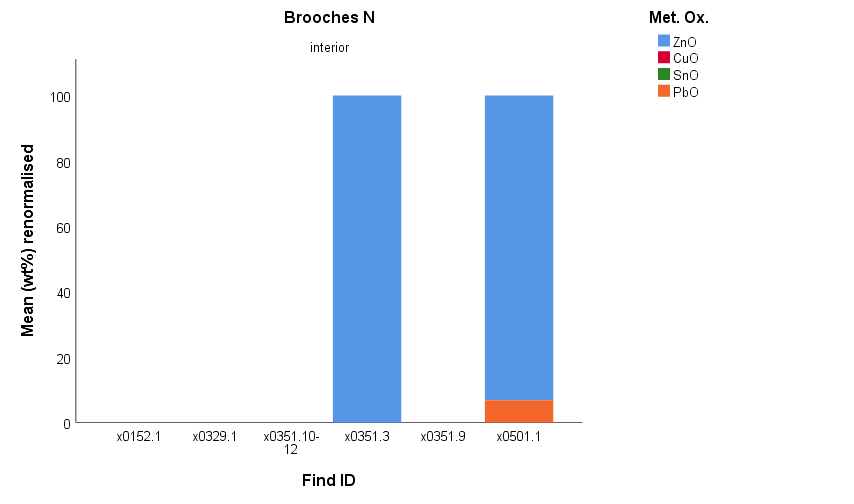 Brooches N
interior
Met. Ox.
ZnO
CuO
SnO
PbO
Mean (wt%) renormalised
100
80
60
40
20
0
x0152.1
x0329.1
x0351.10-
12
x0351.3
x0351.9
x0501.1
Find ID